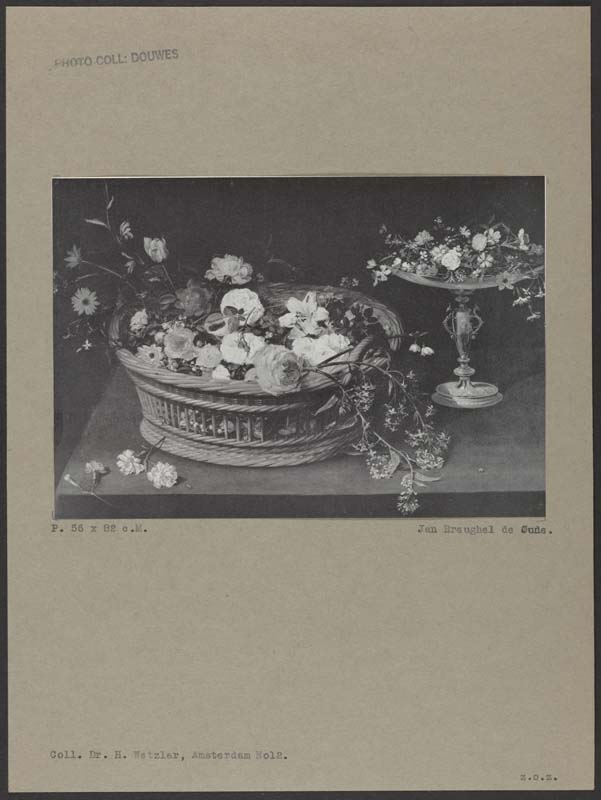 PHOTO COLL: DOUWES
P. 56 x 82 c.M.
Jan Breughel de Oude.
Coll. Dr. H. Wetzlar, Amsterdam No12.
z.o.z.